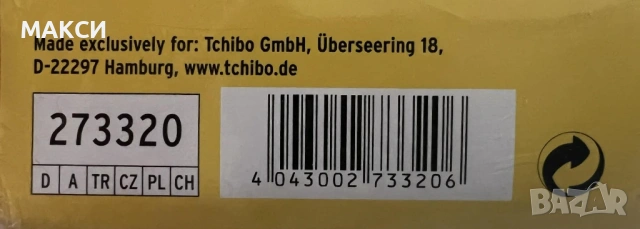 МАКСИ
Made exclusively for: Tchibo GmbH, Überseering 18,
D-22297 Hamburg, www.tchibo.de
273320
D A TR CZ PL CH
4 043002 733206
bazar